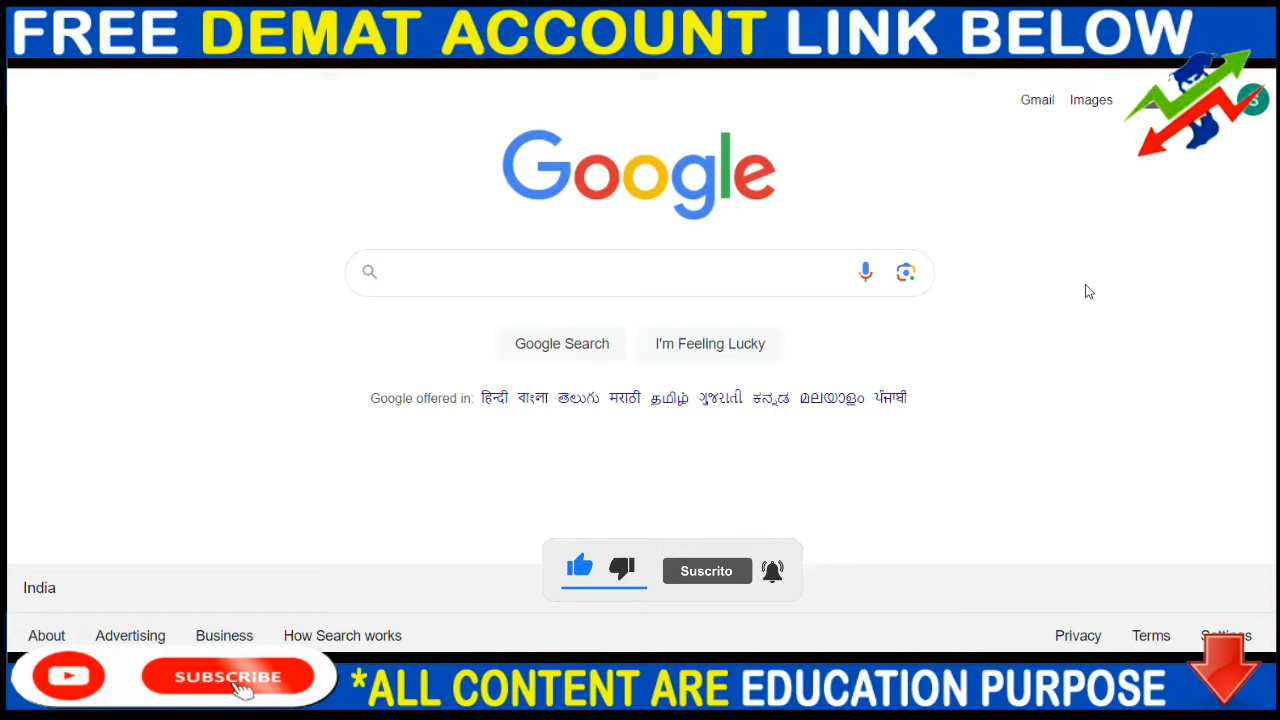 FREE DEMAT ACCOUNT LINK BELOW
Gmail Images
S
Google
Google Search I'm Feeling Lucky
Google offered in: हिन्दी বাংলা తెలుగు मराठी தமிழ் ગુજરાતી ಕನ್ನಡ മലയാളം ਪੰਜਾਬੀ
Suscrito
India
About Advertising Business How Search works Privacy Terms Settings
SUBSCRIBE
*ALL CONTENT ARE EDUCATION PURPOSE